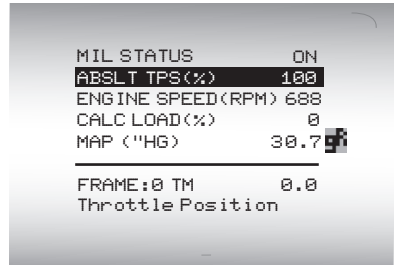 MIL STATUS ON
ABSLT TPS(%) 100
ENGINE SPEED(RPM) 688
CALC LOAD(%) 0
MAP ("HG) 30.7
FRAME:0 TM 0.0
Throttle Position